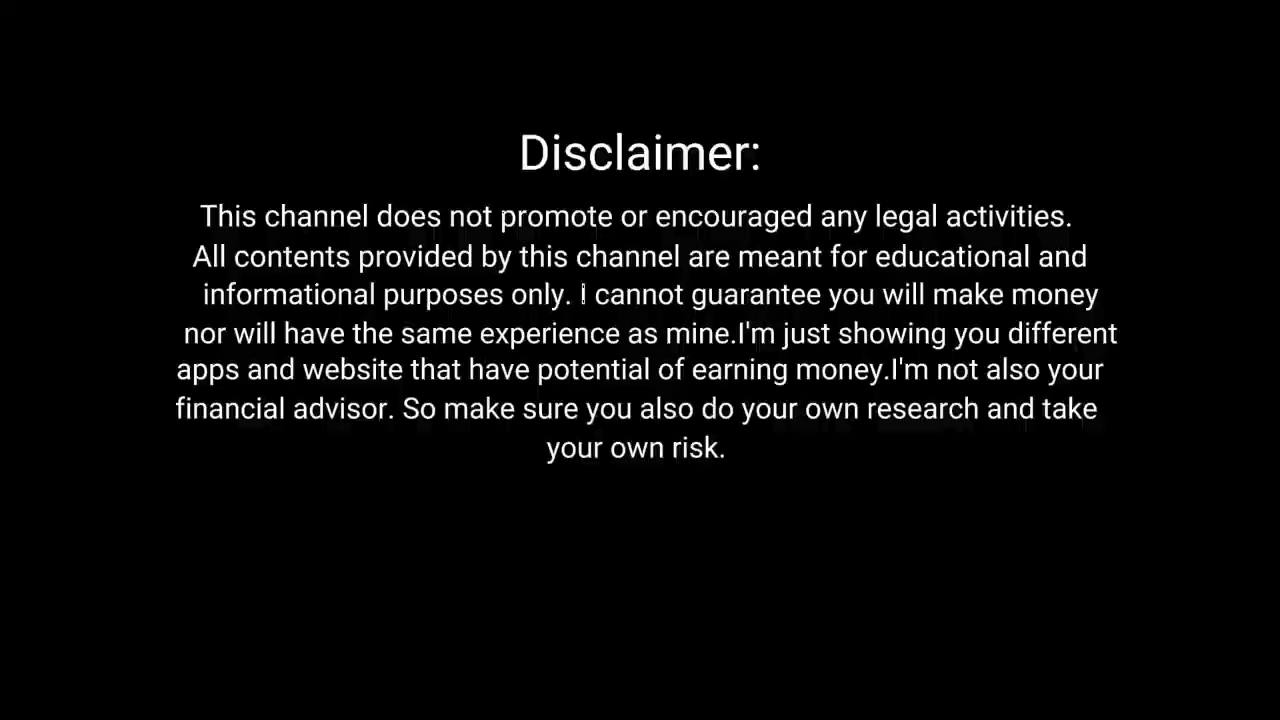 Disclaimer:
This channel does not promote or encouraged any legal activities.
All contents provided by this channel are meant for educational and
informational purposes only. i cannot guarantee you will make money
nor will have the same experience as mine.I'm just showing you different
apps and website that have potential of earning money.I'm not also your
financial advisor. So make sure you also do your own research and take
your own risk.